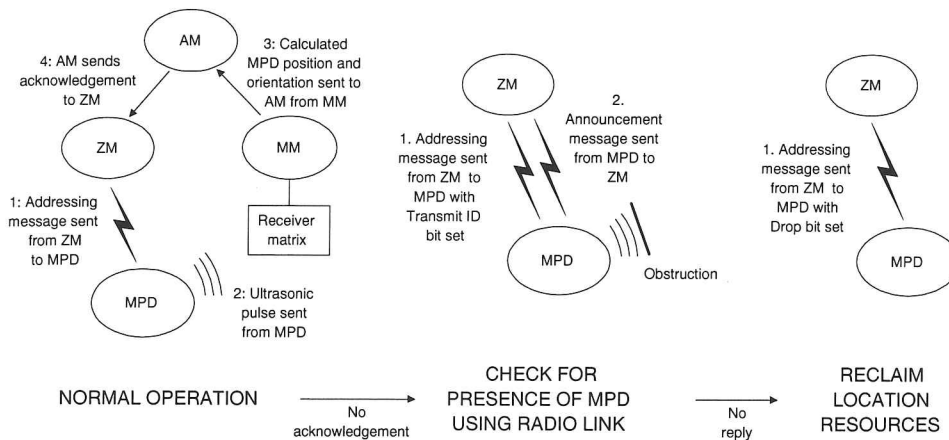 AM
4: AM sends
acknowledgement
to ZM
3: Calculated
MPD position and
orientation sent to
AM from MM
ZM
MM
1: Addressing
message sent
from ZM
to MPD
Receiver
matrix
MPD
2: Ultrasonic
pulse sent
from MPD
NORMAL OPERATION
No
acknowledgement
ZM
1. Addressing
message sent
from ZM to
MPD with
Transmit ID
bit set
2.
Announcement
message sent
from MPD to
ZM
MPD
Obstruction
CHECK FOR
PRESENCE OF MPD
USING RADIO LINK
No
reply
ZM
1. Addressing
message sent
from ZM to
MPD with
Drop bit set
MPD
RECLAIM
LOCATION
RESOURCES